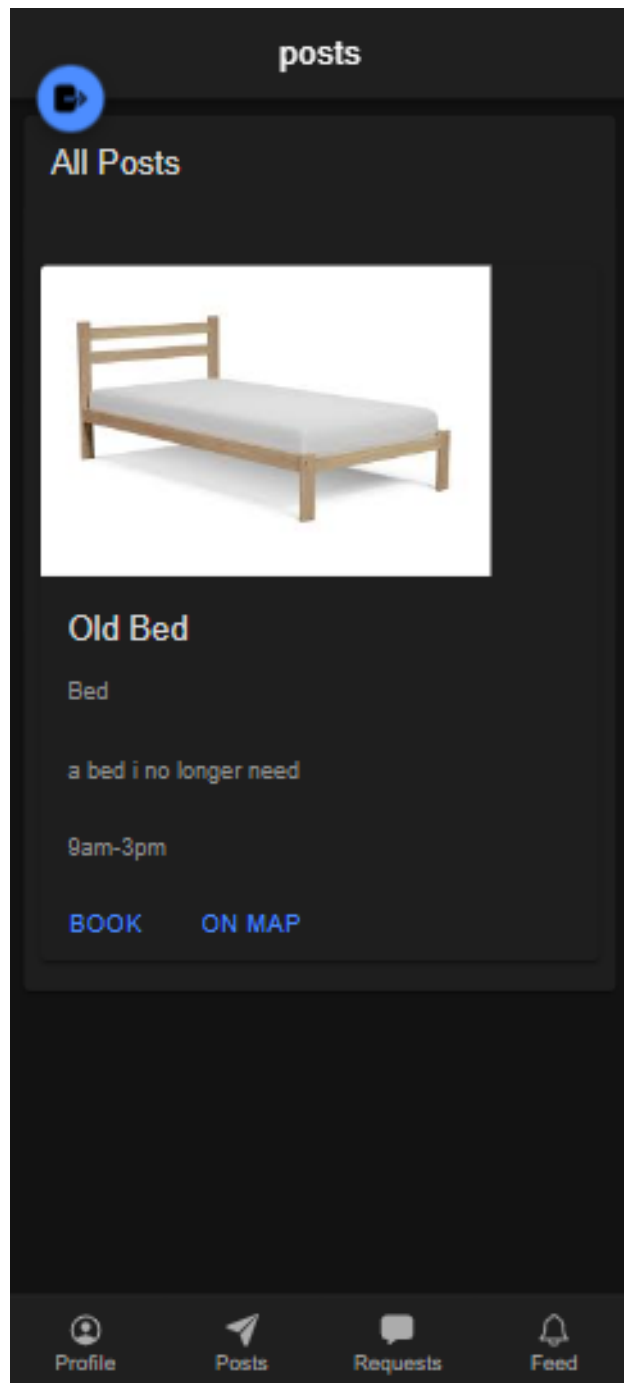 posts
All Posts
Old Bed
Bed
a bed i no longer need
9am-3pm
BOOK ON MAP
Profile Posts Requests Feed